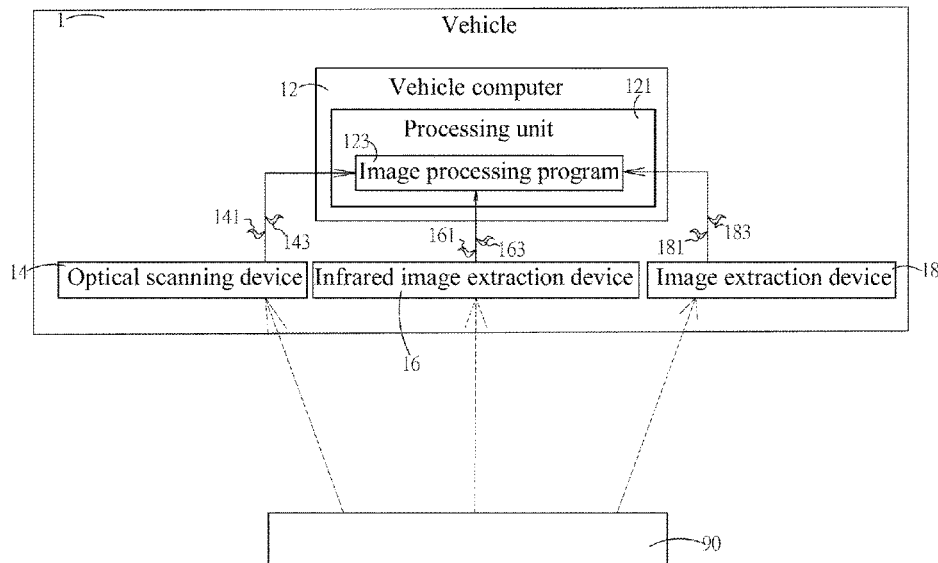 1
Vehicle
12
Vehicle computer
121
Processing unit
123
Image processing program
141
143
161
163
181
183
14
Optical scanning device
Infrared image extraction device
Image extraction device
18
16
90